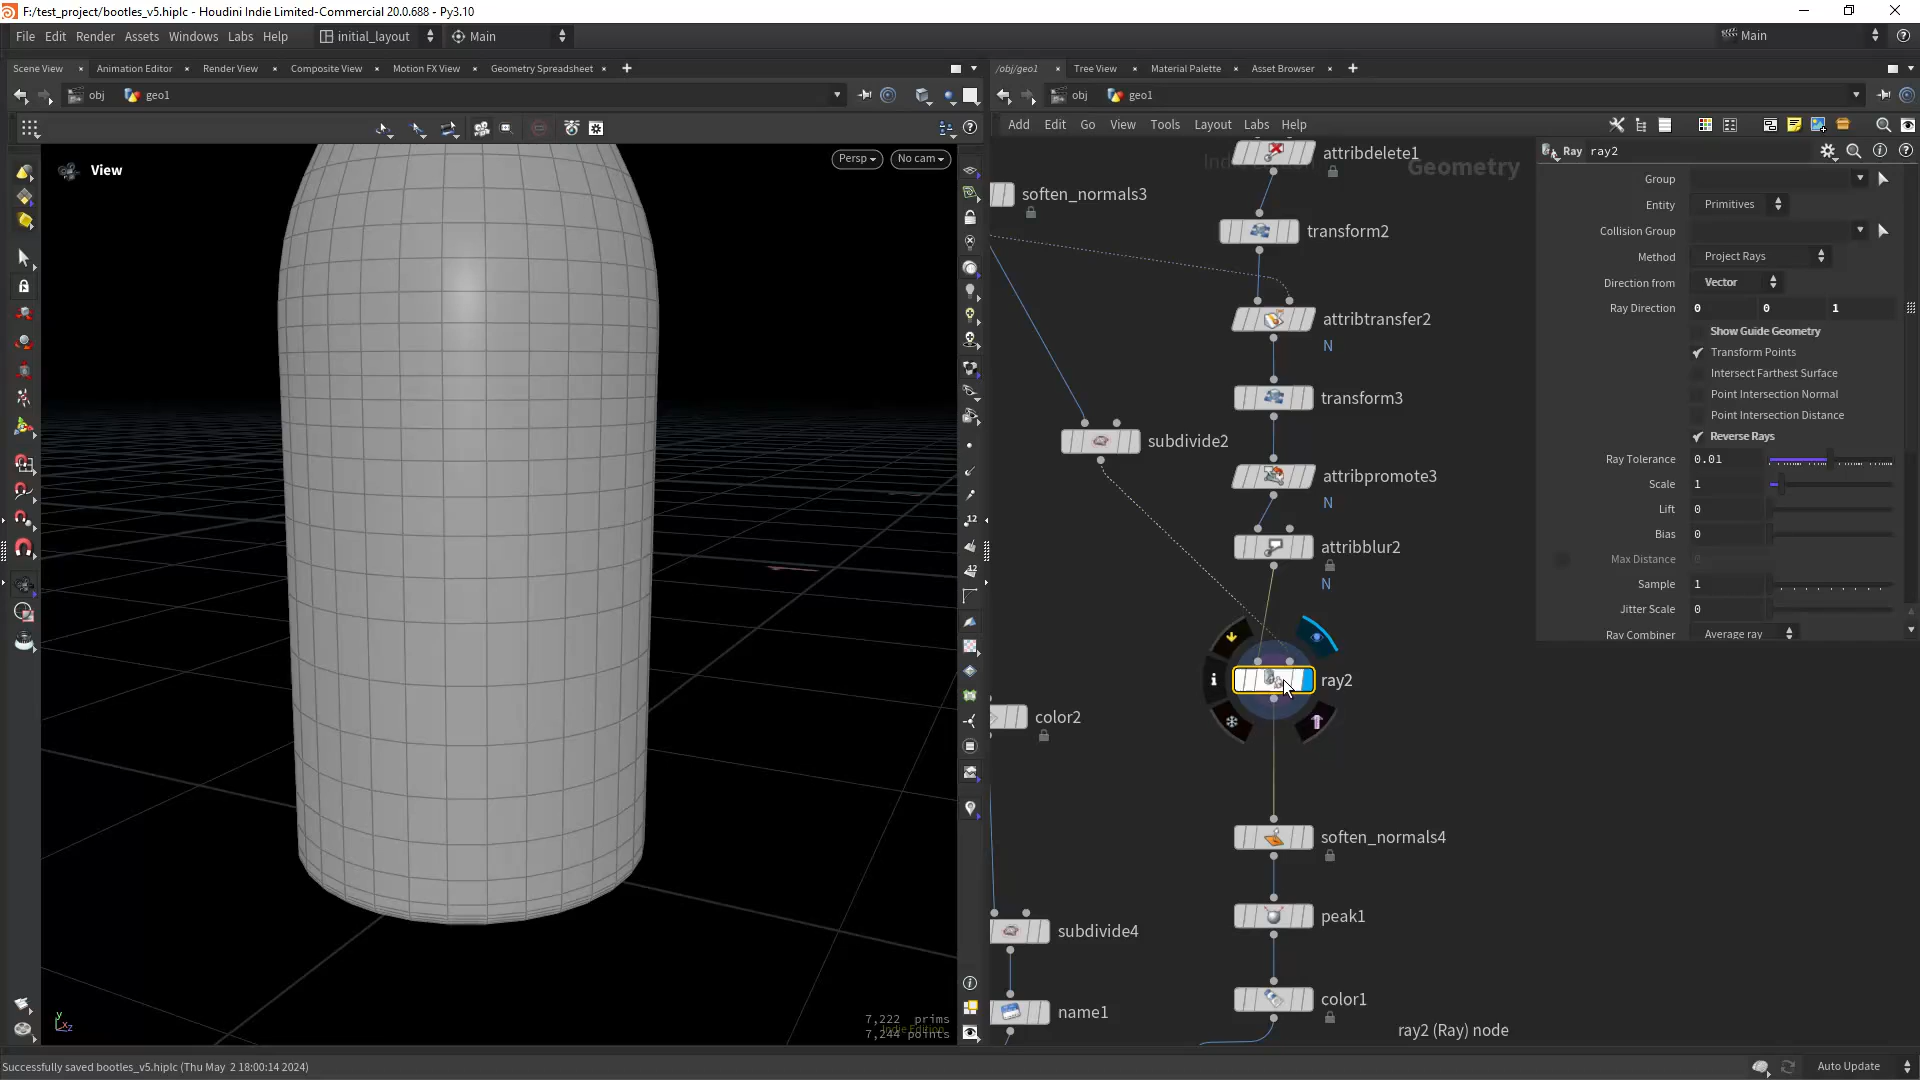 F:/test_project/bootles_v5.hiplc - Houdini Indie Limited-Commercial 20.0.688 - Py3.10
File Edit Render Assets Windows Labs Help initial_layout Main Main
Scene View Animation Editor Render View Composite View Motion FX View Geometry Spreadsheet
/obj/geo1 Tree View Material Palette Asset Browser
obj geo1
obj geo1
Add Edit Go View Tools Layout Labs Help
View
Persp No cam
Geometry
attribdelete1
soften_normals3
transform2
attribtransfer2
N
transform3
subdivide2
attribpromote3
N
attribblur2
N
ray2
color2
soften_normals4
peak1
subdivide4
color1
name1
ray2 (Ray) node
Ray ray2
Group
Entity Primitives
Collision Group
Method Project Rays
Direction from Vector
Ray Direction 0 0 1
Show Guide Geometry
Transform Points
Intersect Farthest Surface
Point Intersection Normal
Point Intersection Distance
Reverse Rays
Ray Tolerance 0.01
Scale 1
Lift 0
Bias 0
Max Distance 0
Sample 1
Jitter Scale 0
Ray Combiner Average ray
12
12
7,222 prims
Indie Edition
7,244 points
Successfully saved bootles_v5.hiplc (Thu May 2 18:00:14 2024)
Auto Update